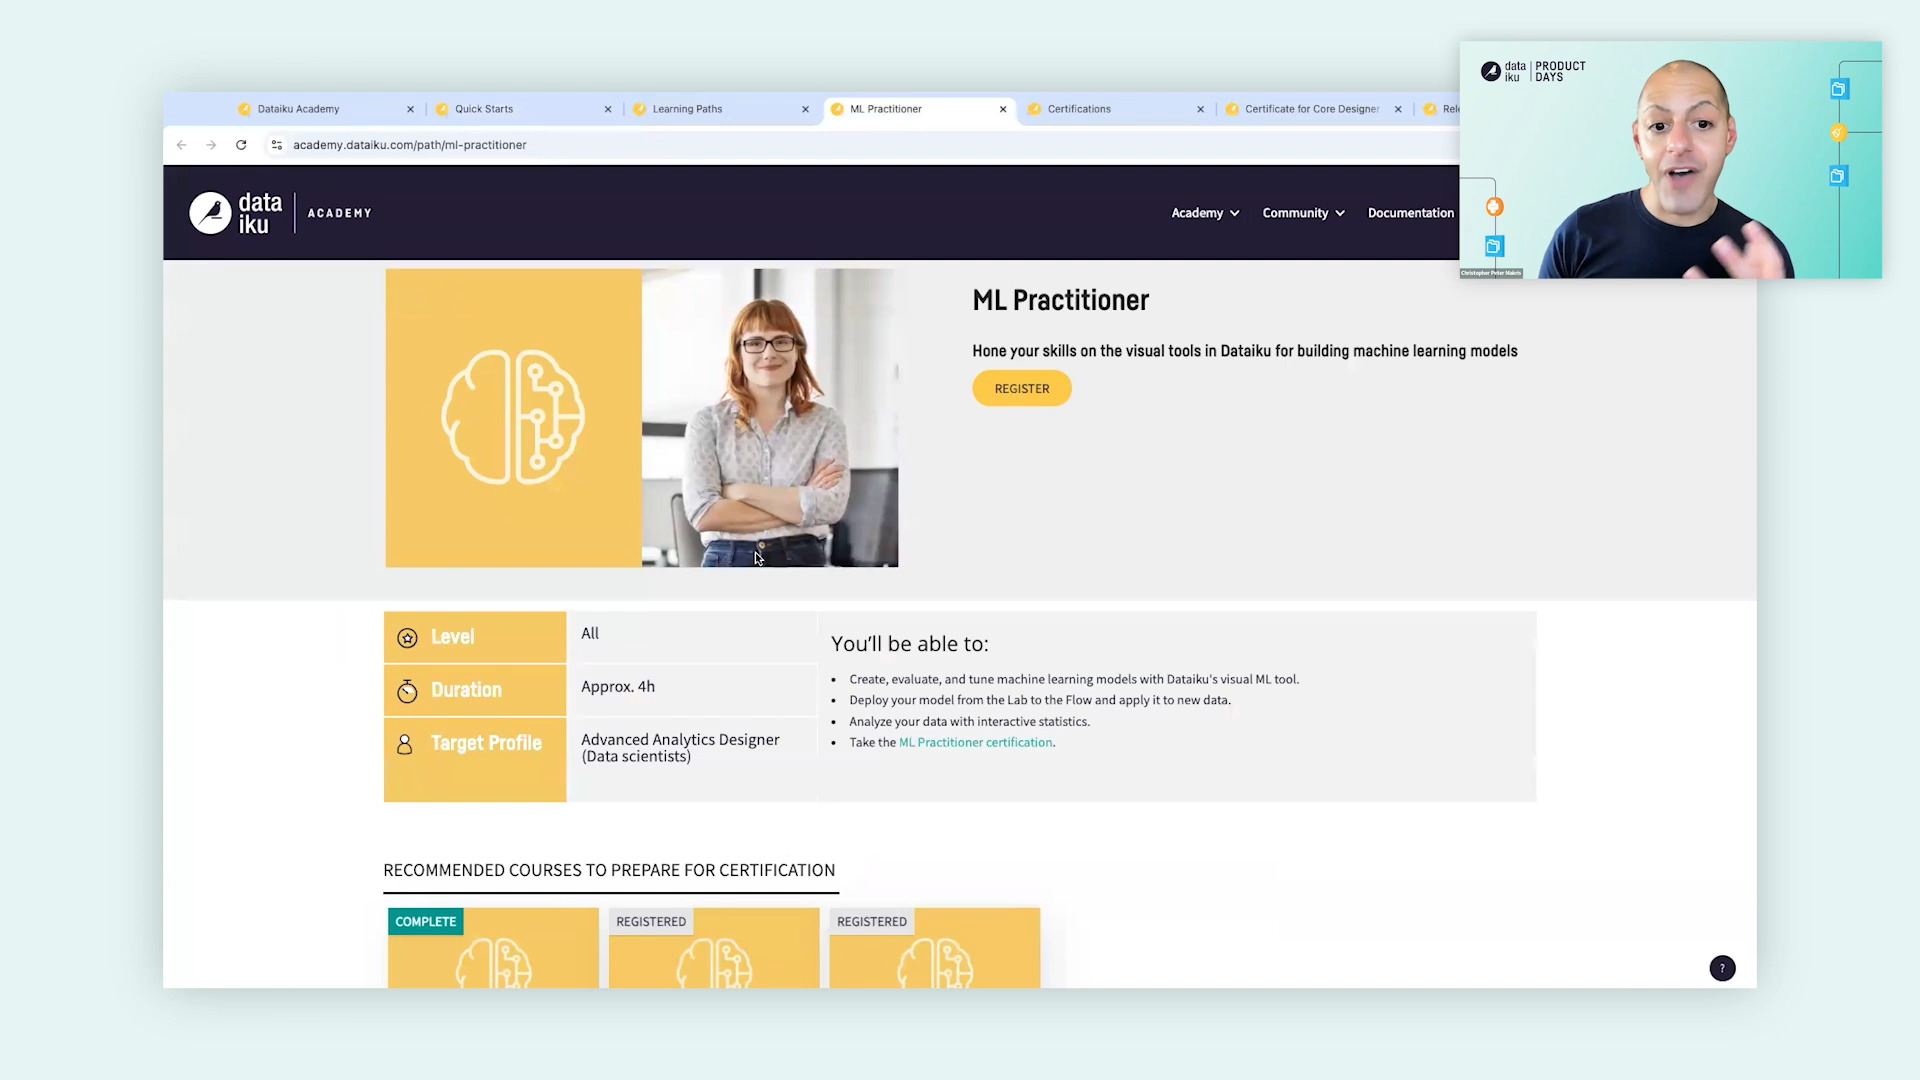 Dataiku Academy
Quick Starts
Learning Paths
ML Practitioner
Certifications
Certificate for Core Designer
Rele
academy.dataiku.com/path/ml-practitioner
data
iku
ACADEMY
Academy
Community
Documentation
data
iku
PRODUCT
DAYS
Christopher Peter Makris
ML Practitioner
Hone your skills on the visual tools in Dataiku for building machine learning models
REGISTER
Level
All
Duration
Approx. 4h
Target Profile
Advanced Analytics Designer
(Data scientists)
You'll be able to:
• Create, evaluate, and tune machine learning models with Dataiku's visual ML tool.
• Deploy your model from the Lab to the Flow and apply it to new data.
• Analyze your data with interactive statistics.
• Take the ML Practitioner certification.
RECOMMENDED COURSES TO PREPARE FOR CERTIFICATION
COMPLETE
REGISTERED
REGISTERED
?